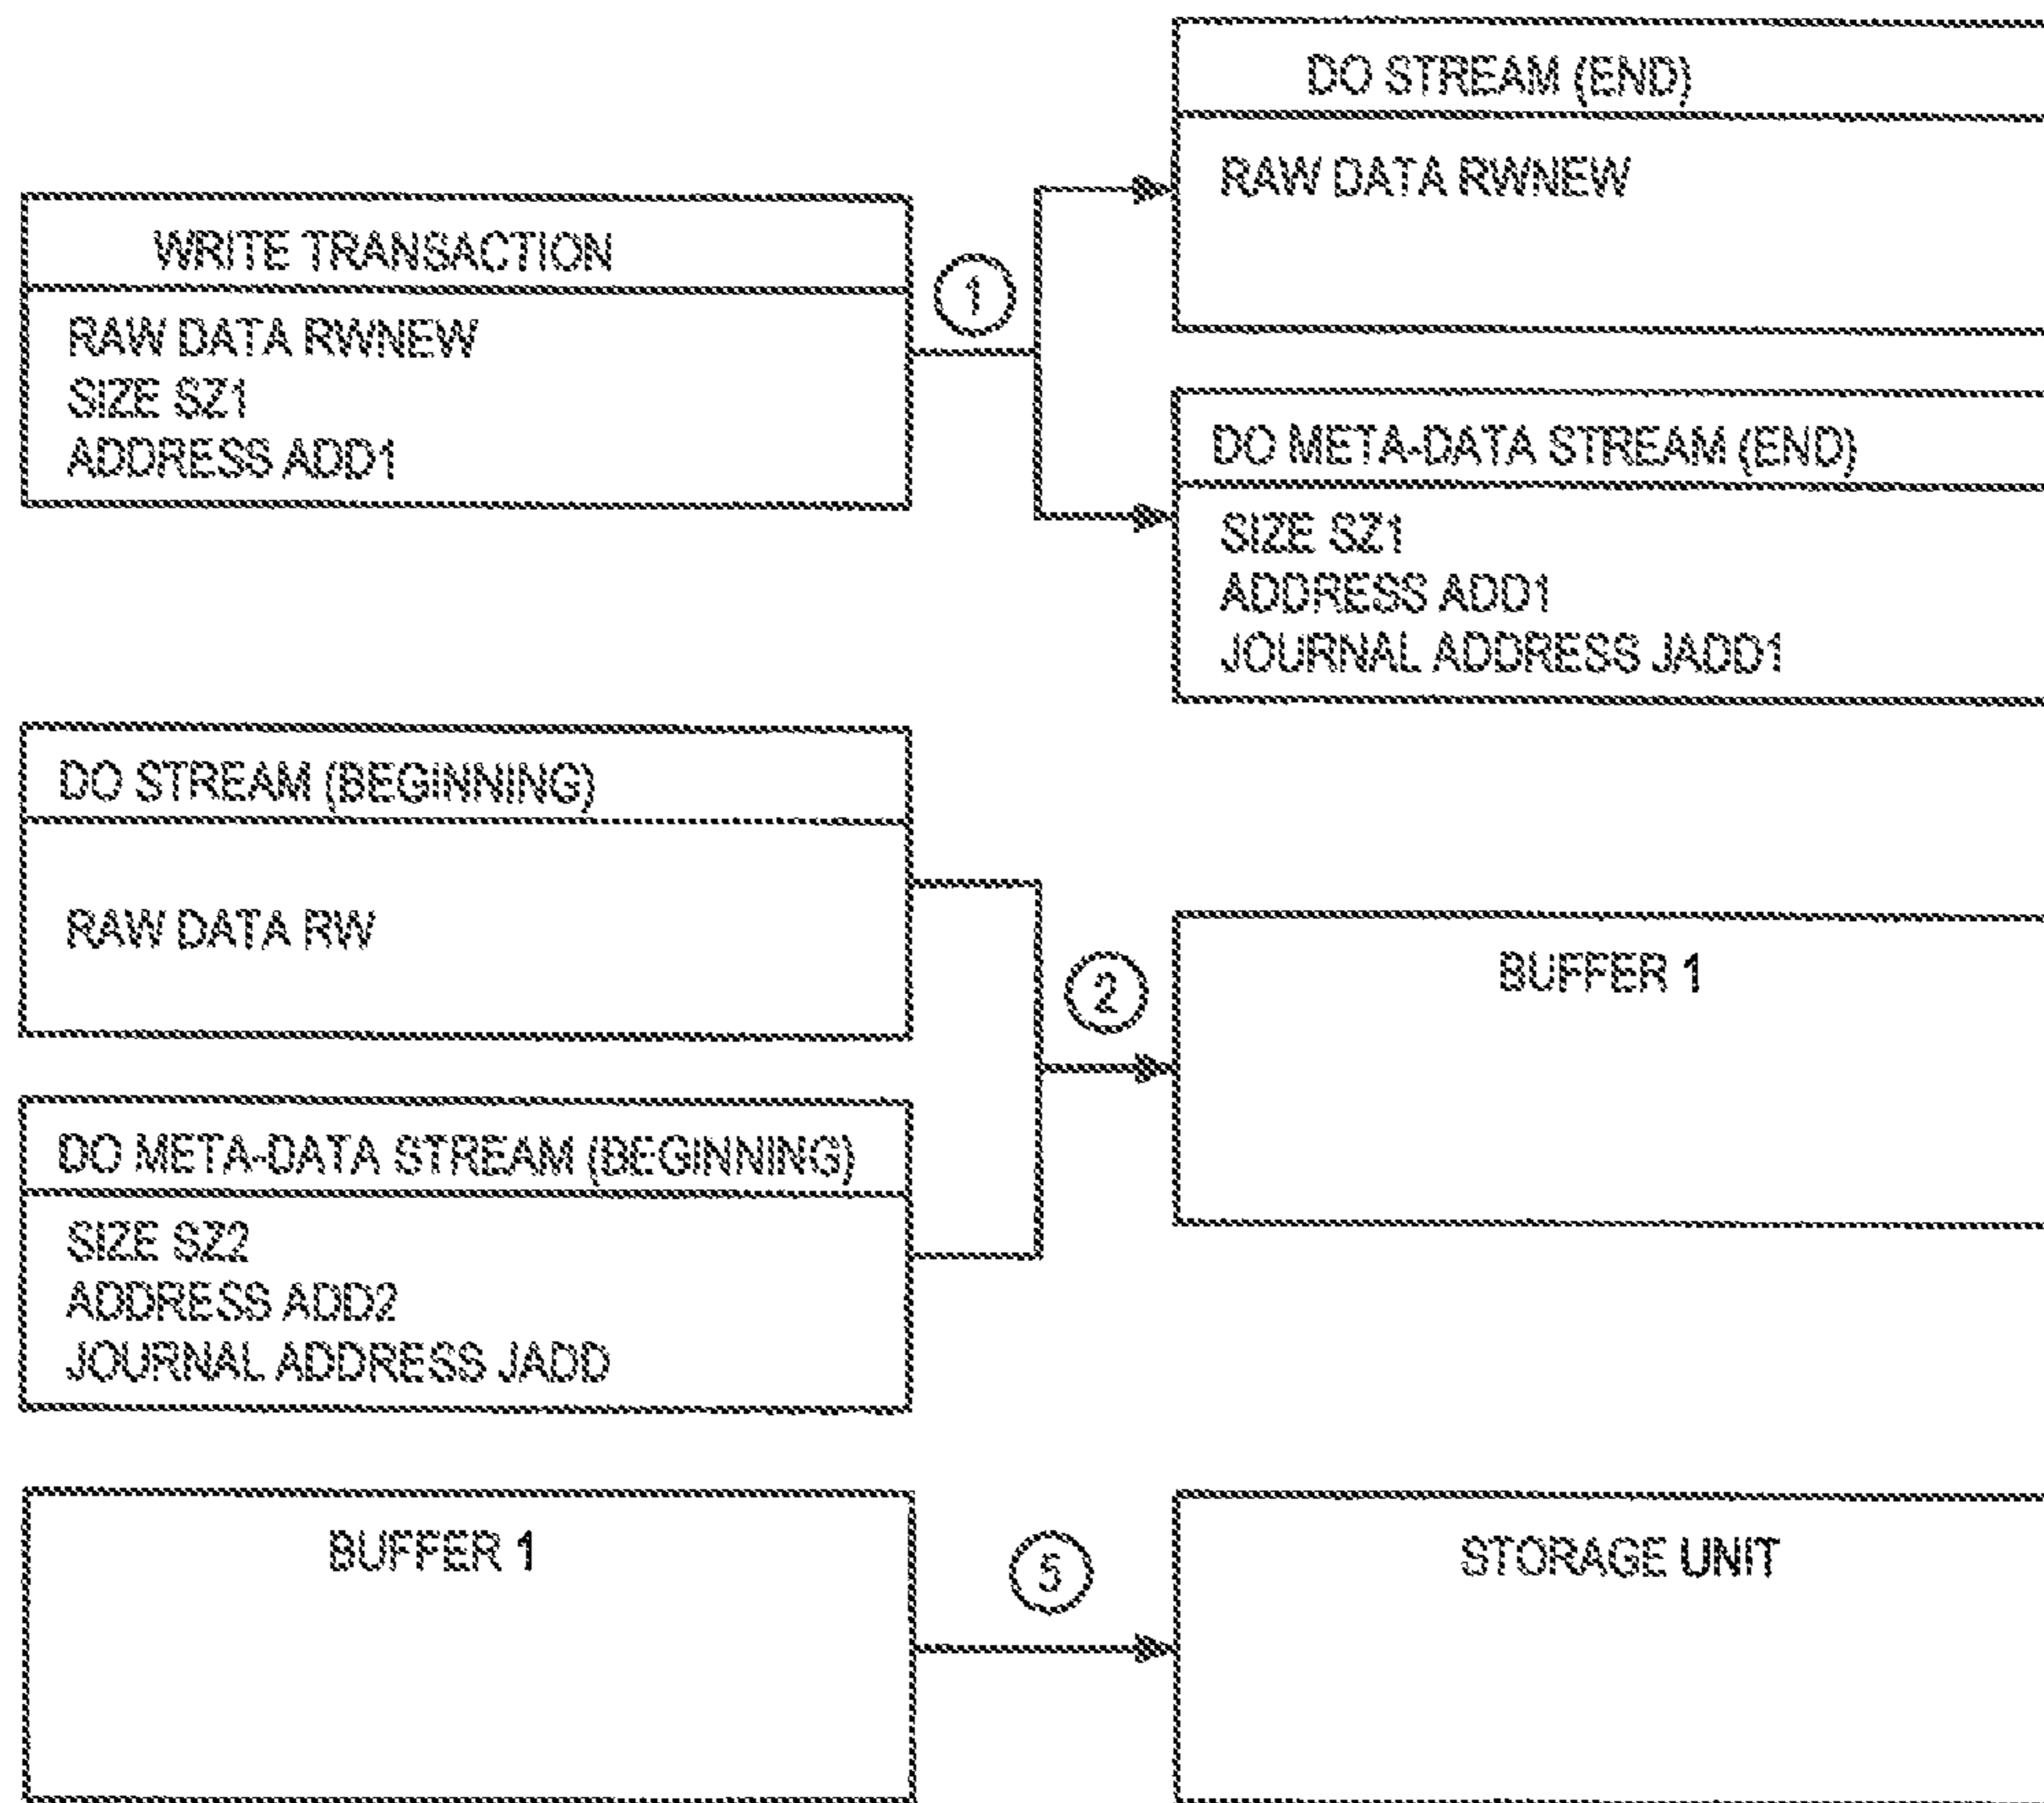 DO STREAM (END)
RAW DATA RWNEW
WRITE TRANSACTION
RAW DATA RWNEW
SIZE SZ1
ADDRESS ADD1
1
DO META-DATA STREAM (END)
SIZE SZ1
ADDRESS ADD1
JOURNAL ADDRESS JADD1
DO STREAM (BEGINNING)
RAW DATA RW
2
BUFFER 1
DO META-DATA STREAM (BEGINNING)
SIZE SZ2
ADDRESS ADD2
JOURNAL ADDRESS JADD
BUFFER 1
5
STORAGE UNIT